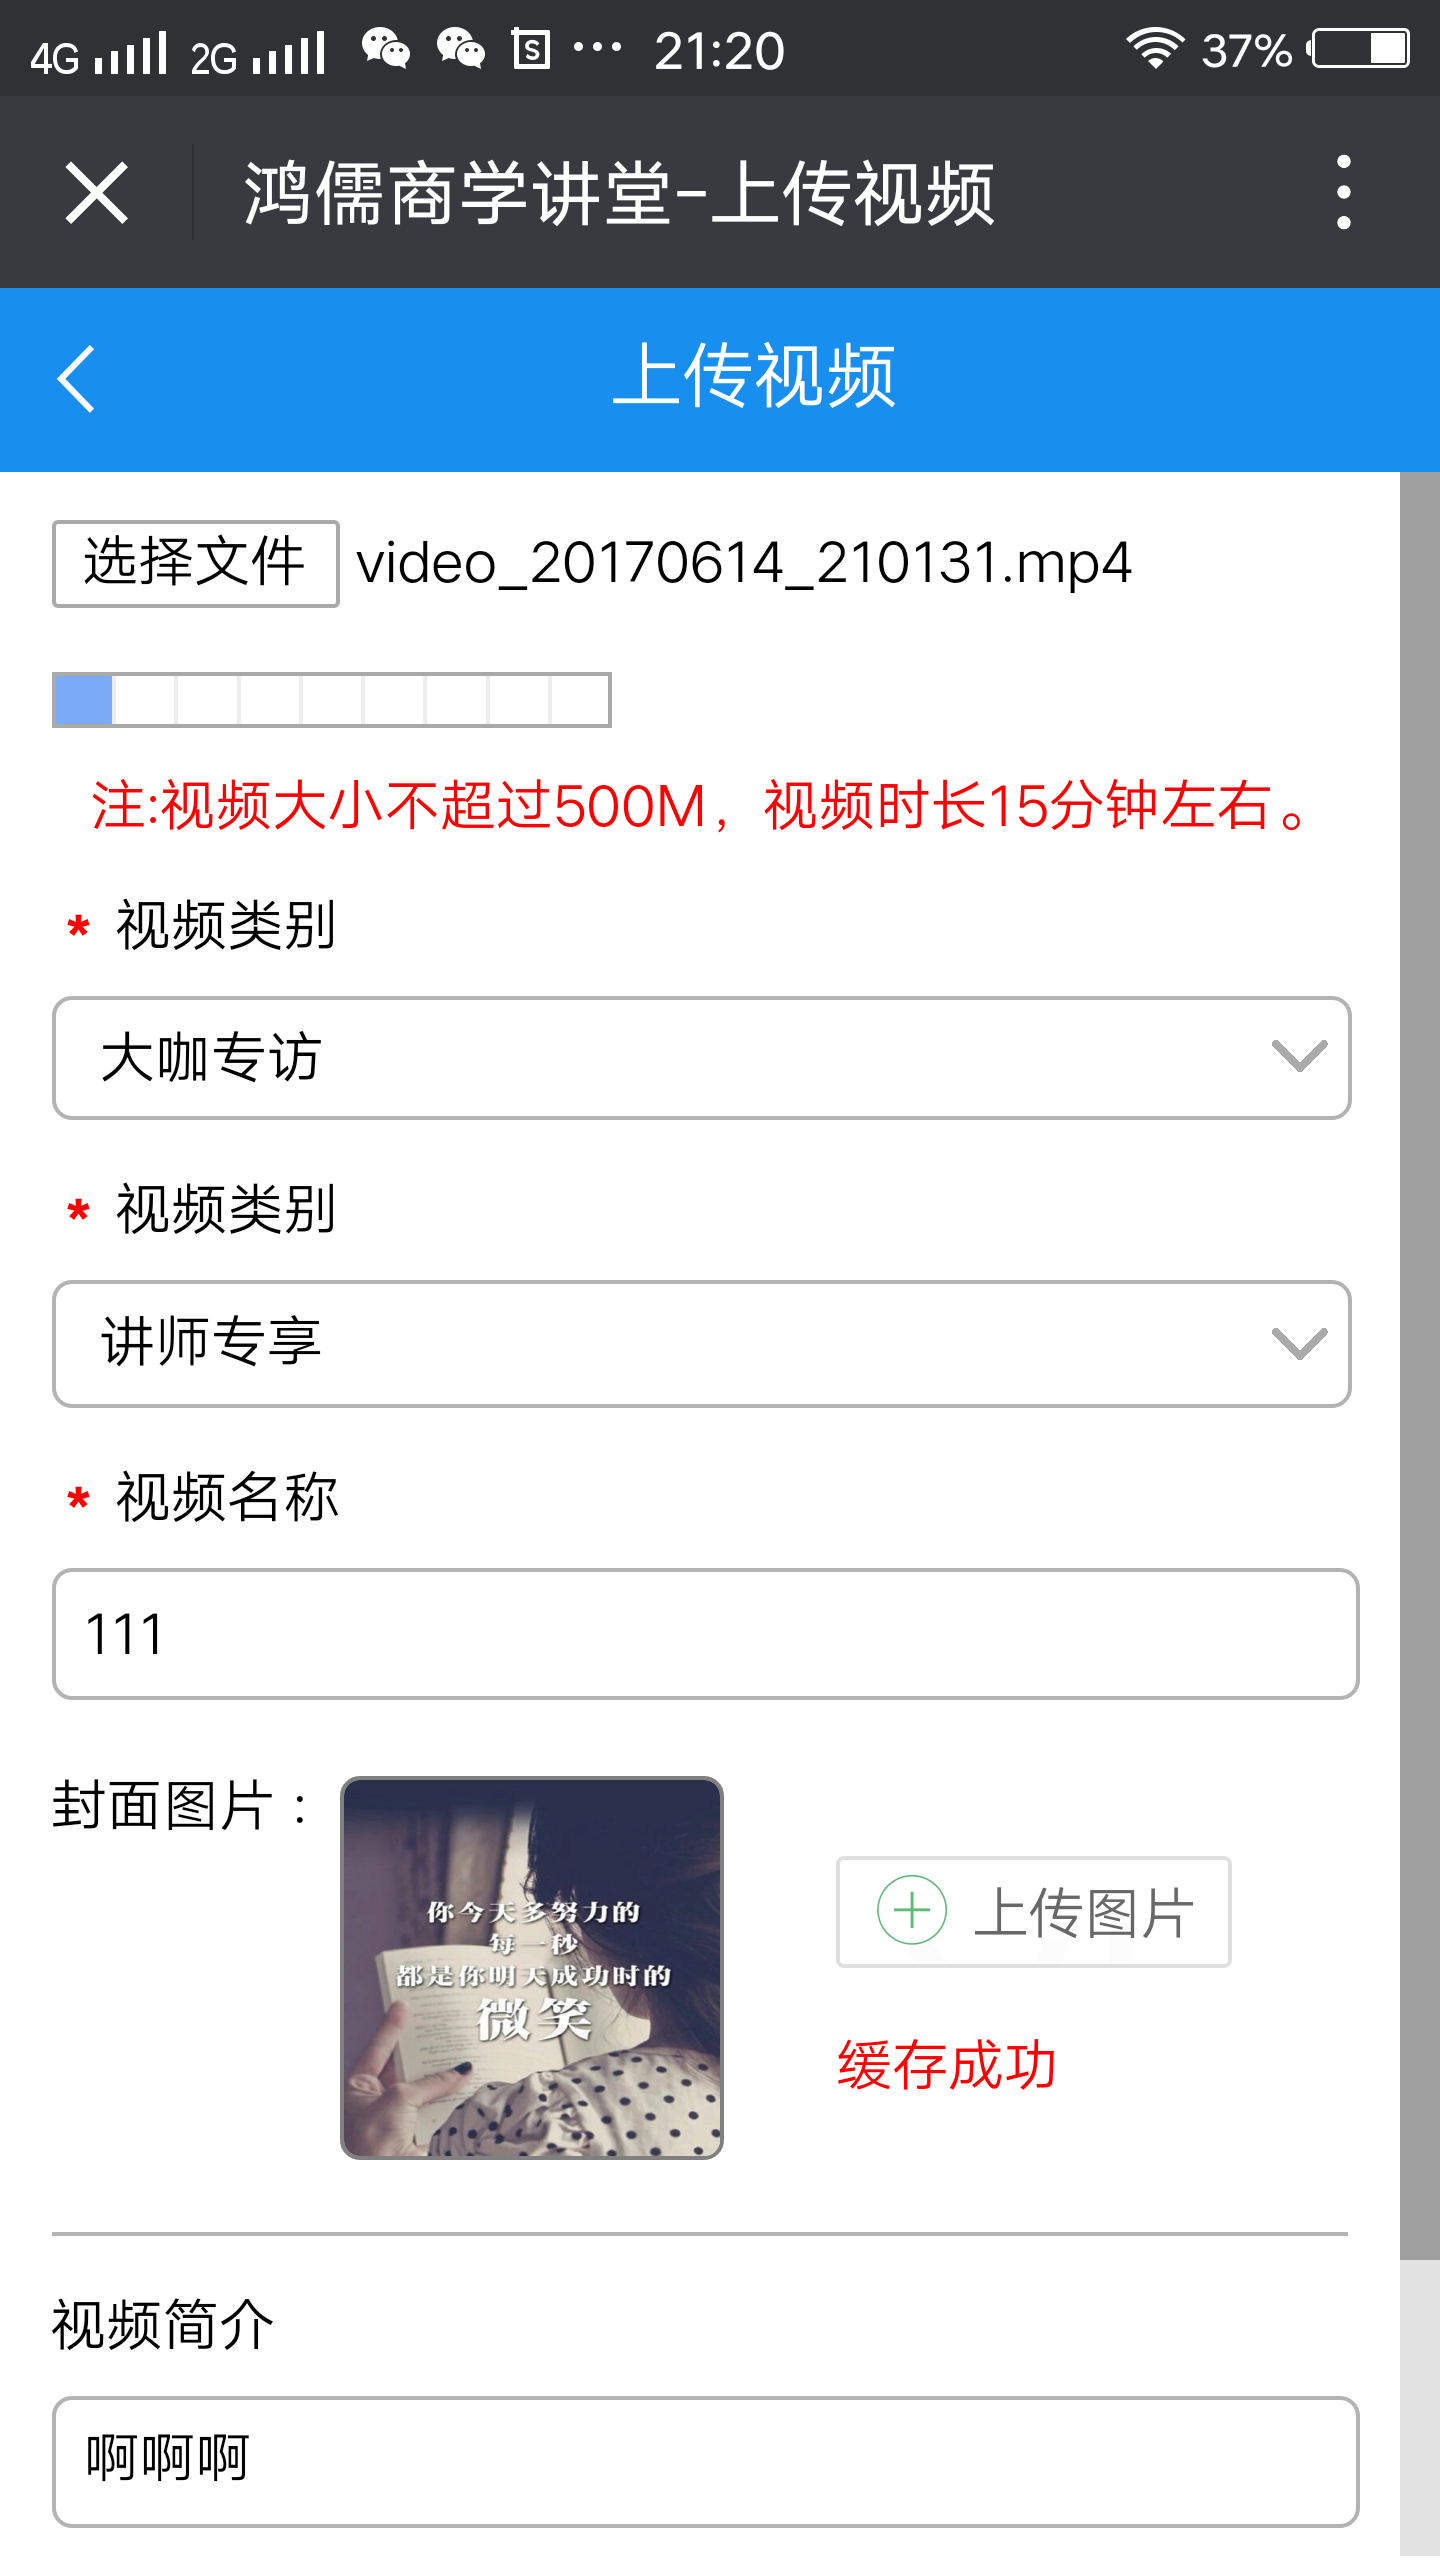 4G 2G S 21:20 37%
鸿儒商学讲堂-上传视频
上传视频
选择文件 video_20170614_210131.mp4
注:视频大小不超过500M，视频时长15分钟左右。
* 视频类别
大咖专访
* 视频类别
讲师专享
* 视频名称
111
封面图片：
你今天多努力的
每一秒
都是你明天成功时的
微笑
上传图片
缓存成功
视频简介
啊啊啊